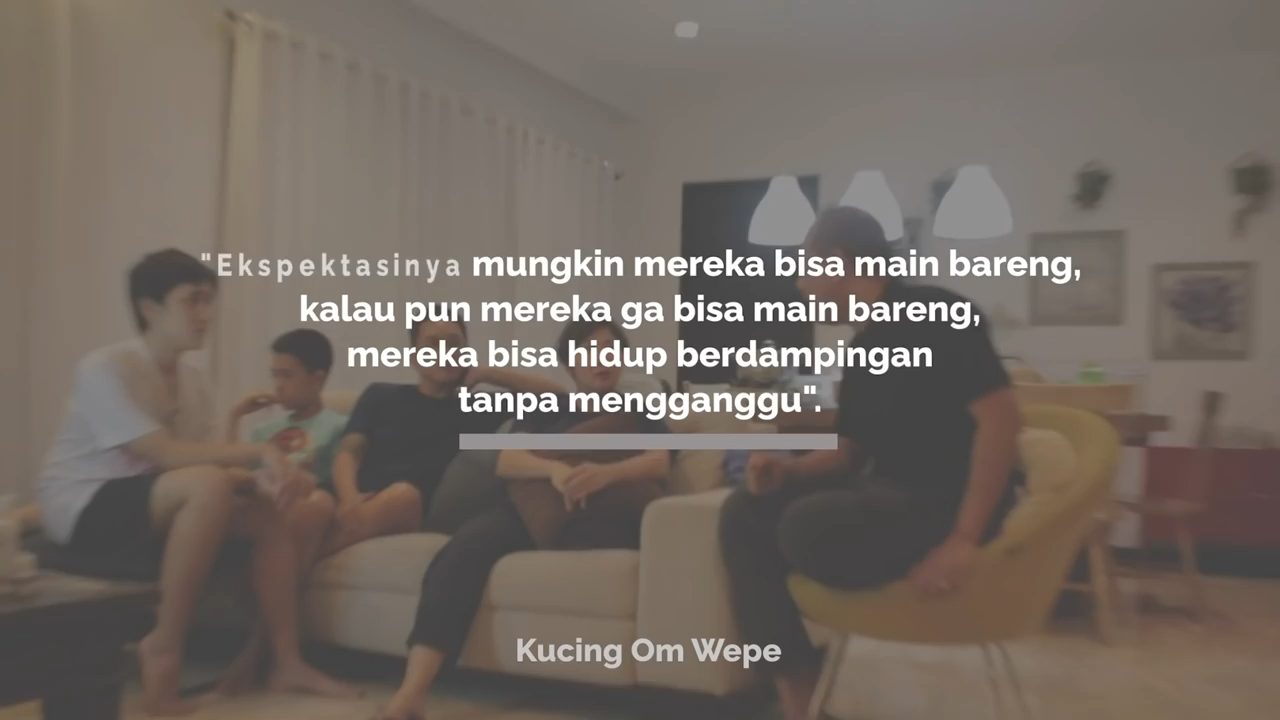 "Ekspektasinya mungkin mereka bisa main bareng,
kalau pun mereka ga bisa main bareng,
mereka bisa hidup berdampingan
tanpa mengganggu".
Kucing Om Wepe